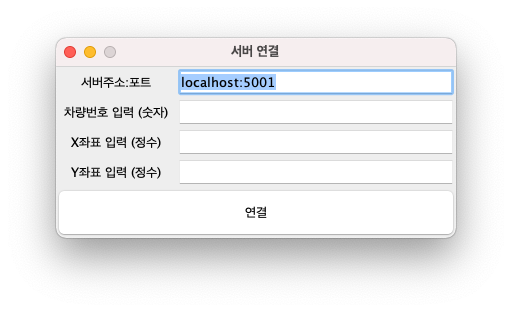 서버 연결
서버주소:포트 localhost:5001
차량번호 입력 (숫자)
X좌표 입력 (정수)
Y좌표 입력 (정수)
연결